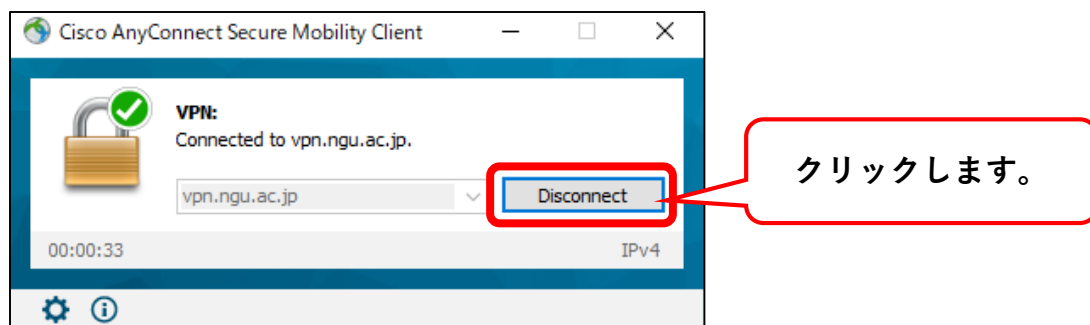 Cisco AnyConnect Secure Mobility Client
VPN:
Connected to vpn.ngu.ac.jp.
vpn.ngu.ac.jp
Disconnect
クリックします。
00:00:33
IPv4